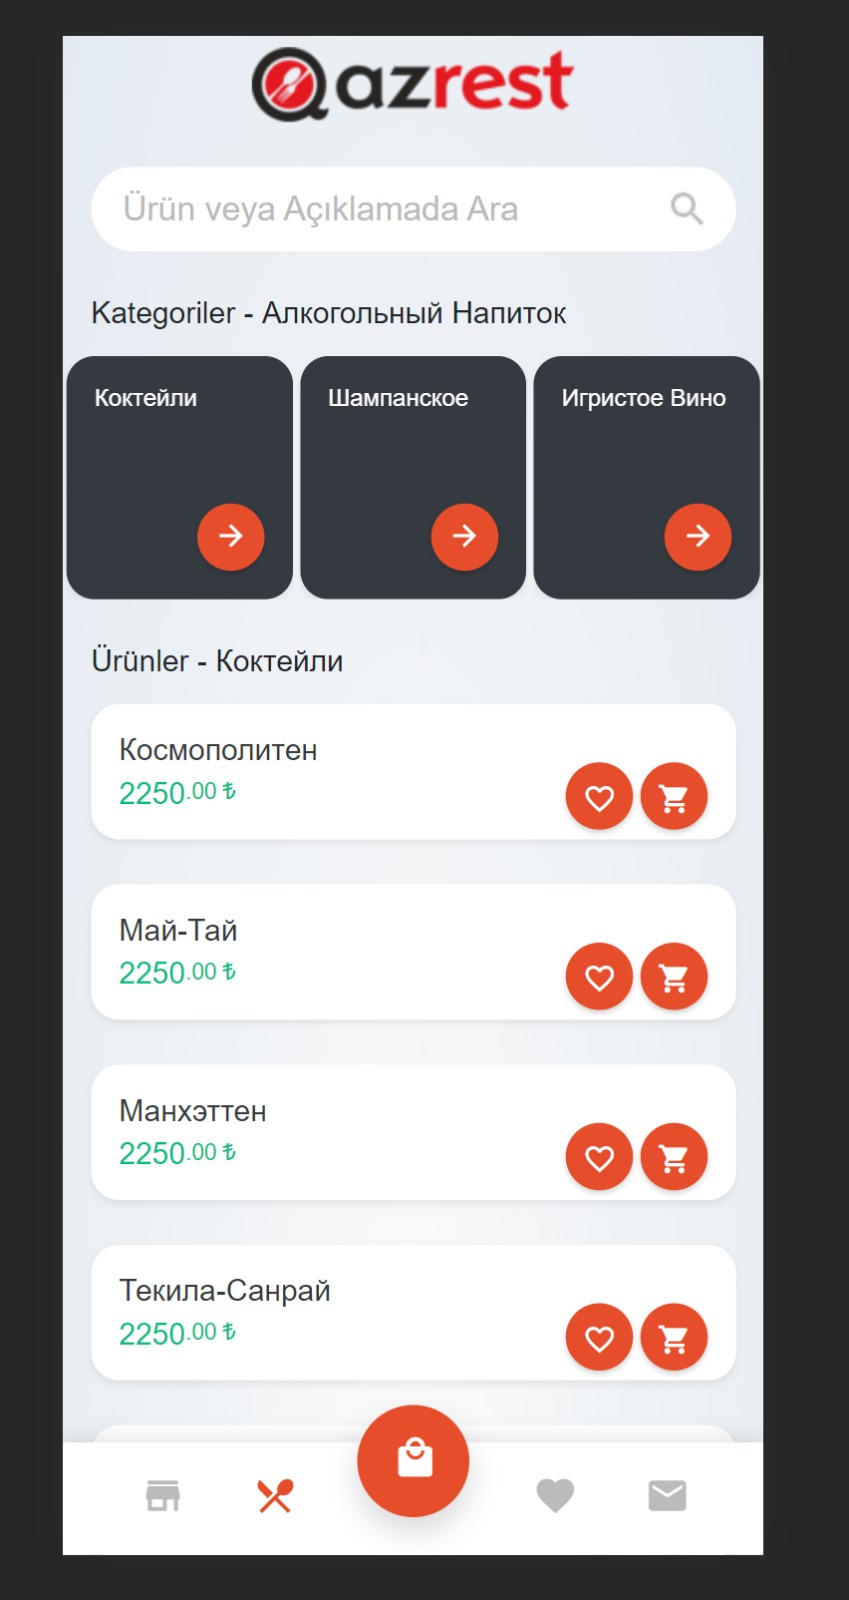 Qazrest
Ürün veya Açıklamada Ara
Kategoriler - Алкогольный Напиток
Коктейли
Шампанское
Игристое Вино
Ürünler - Коктейли
Космополитен
2250.00 ₺
Май-Тай
2250.00 ₺
Манхэттен
2250.00 ₺
Текила-Санрай
2250.00 ₺